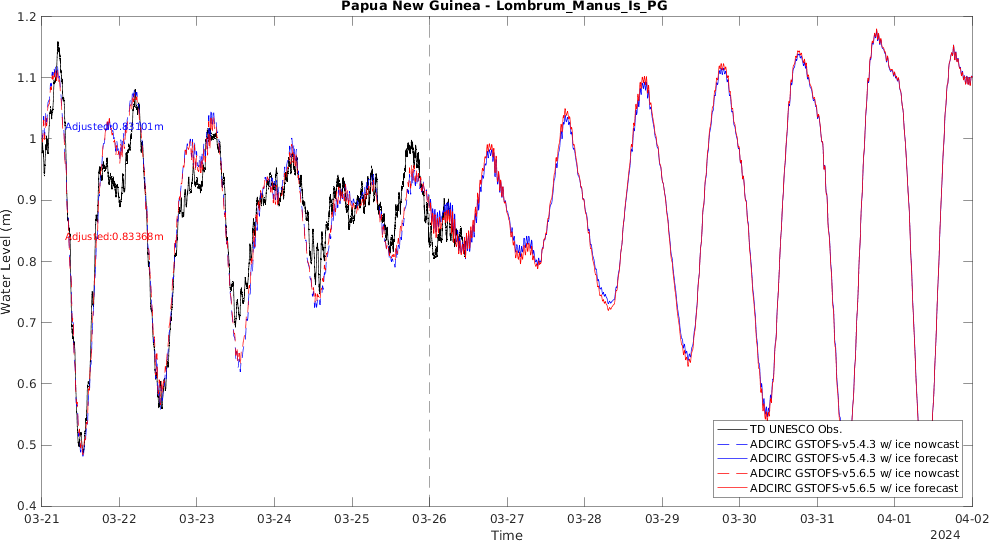 Papua New Guinea - Lombrum_Manus_Is_PG
1.2
1.1
1
0.9
0.8
0.7
0.6
0.5
0.4
Water Level (m)
Adjusted:0.83101m
Adjusted:0.83368m
TD UNESCO Obs.
ADCIRC GSTOFS-v5.4.3 w/ ice nowcast
ADCIRC GSTOFS-v5.4.3 w/ ice forecast
ADCIRC GSTOFS-v5.6.5 w/ ice nowcast
ADCIRC GSTOFS-v5.6.5 w/ ice forecast
03-21 03-22 03-23 03-24 03-25 03-26 03-27 03-28 03-29 03-30 03-31 04-01 04-02
Time
2024